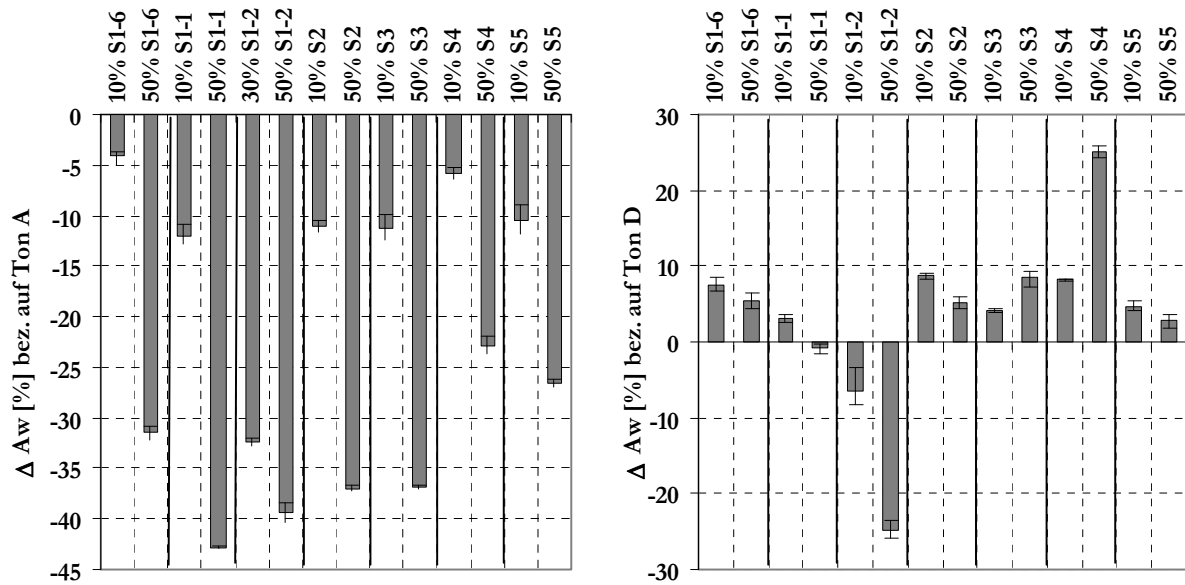 10% S1-6
50% S1-6
10% S1-1
50% S1-1
30% S1-2
50% S1-2
10% S2
50% S2
10% S3
50% S3
10% S4
50% S4
10% S5
50% S5
0
-5
-10
-15
-20
-25
-30
-35
-40
-45
Δ Aw [%] bez. auf Ton A
10% S1-6
50% S1-6
10% S1-1
50% S1-1
10% S1-2
50% S1-2
10% S2
50% S2
10% S3
50% S3
10% S4
50% S4
10% S5
50% S5
30
20
10
0
-10
-20
-30
Δ Aw [%] bez. auf Ton D